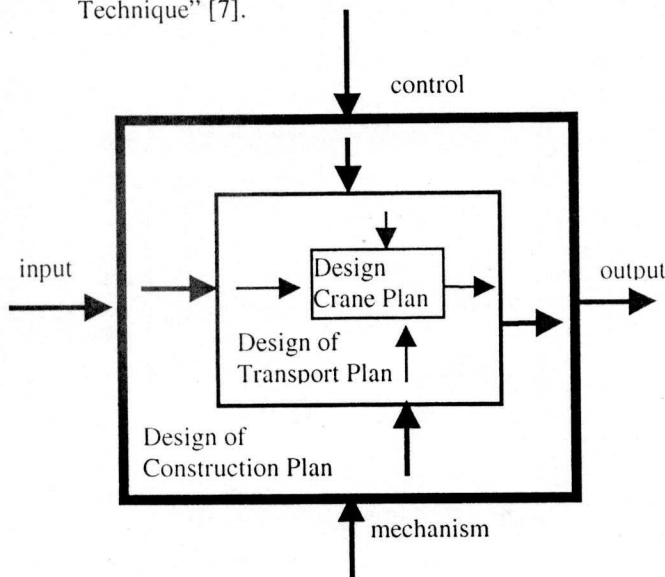 Technique” [7].
control
input
output
Design
Crane Plan
Design of
Transport Plan
Design of
Construction Plan
mechanism